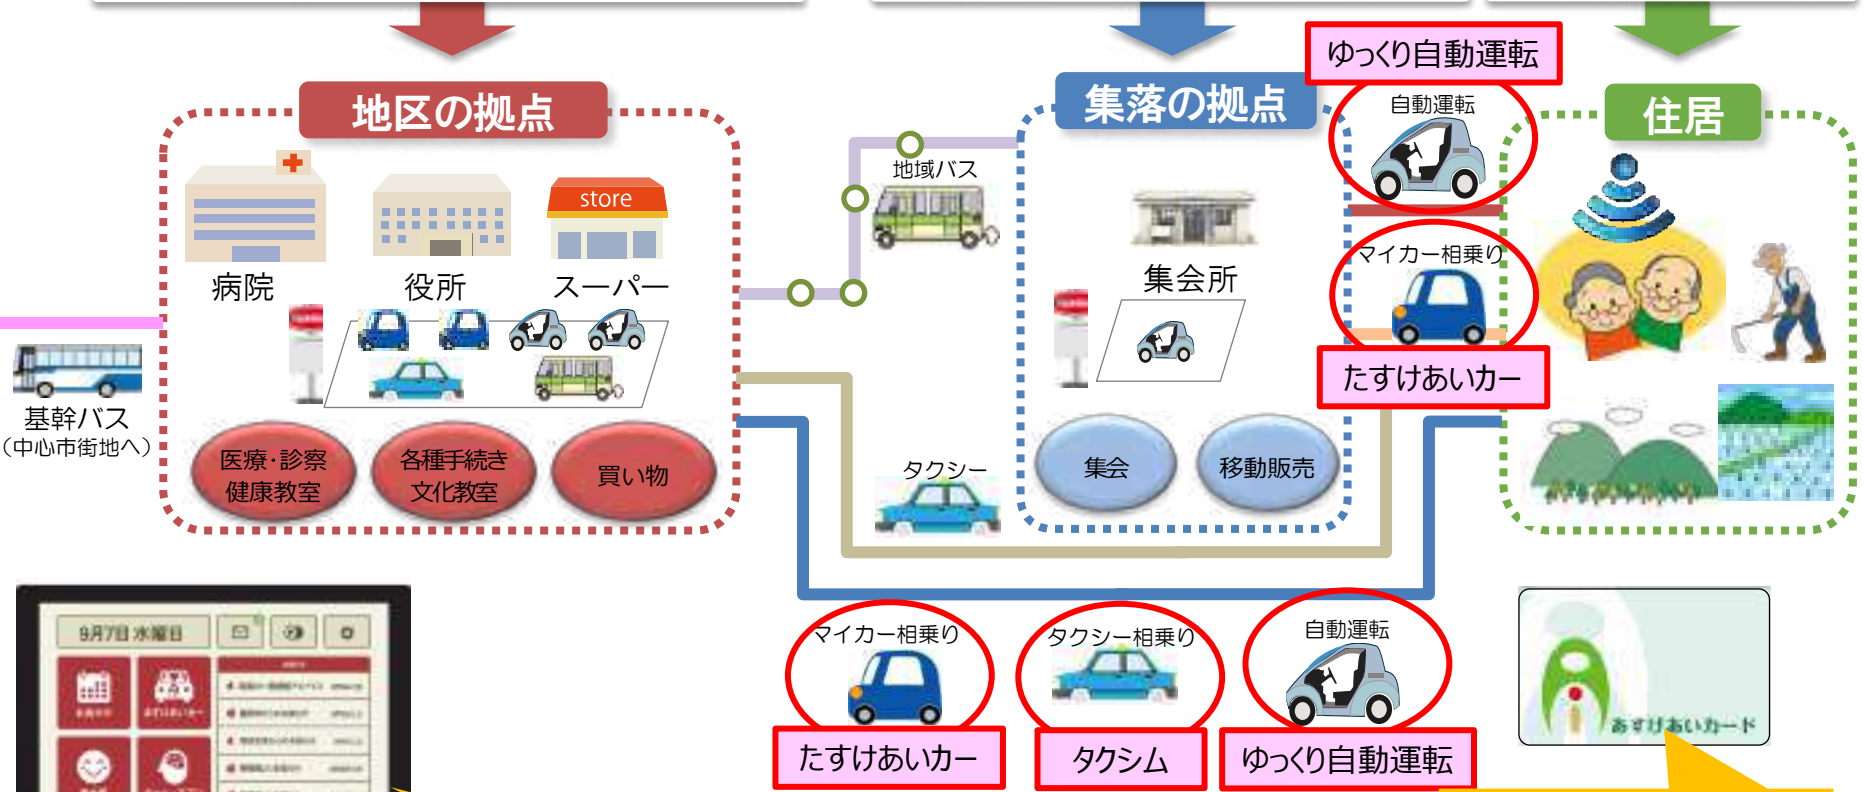 ゆっくり自動運転
地区の拠点
集落の拠点
自動運転
住居
地域バス
store
病院
役所
スーパー
集会所
マイカー相乗り
たすけあいカー
基幹バス
（中心市街地へ）
医療・診察
健康教室
各種手続き
文化教室
買い物
タクシー
集会
移動販売
9月7日 水曜日
マイカー相乗り
たすけあいカー
タクシー相乗り
タクシム
自動運転
ゆっくり自動運転
あすけあいカード